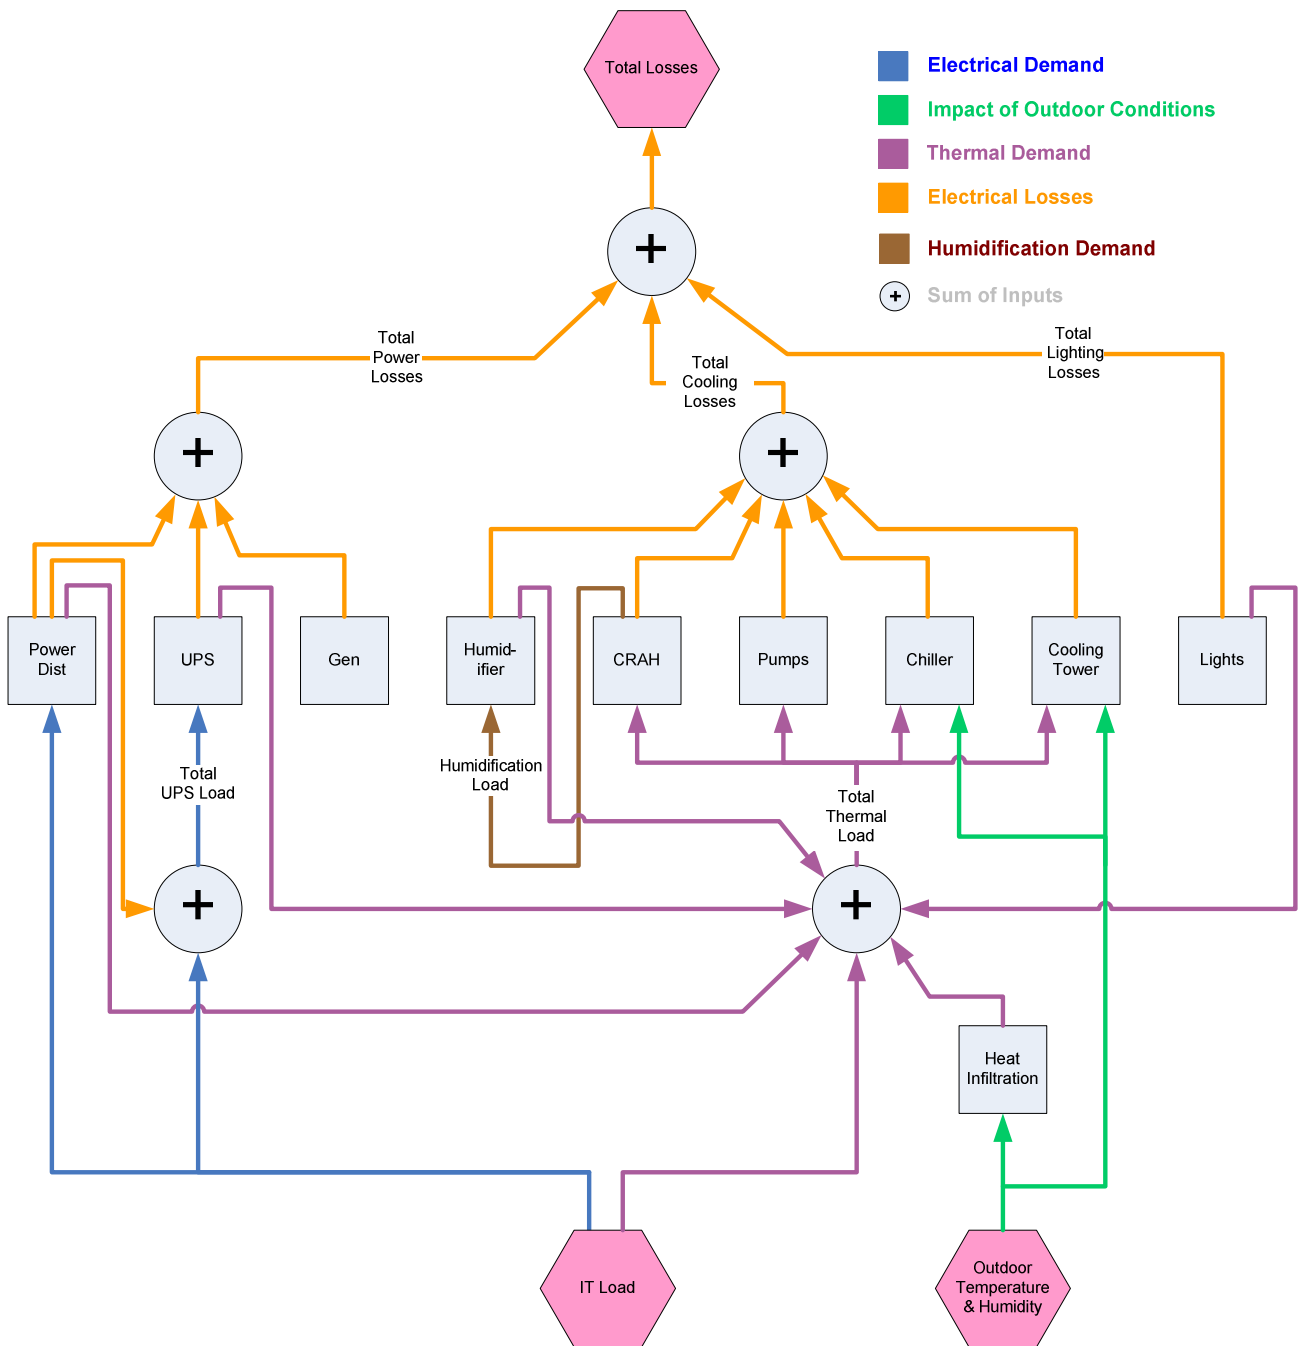 Total Losses
Electrical Demand
Impact of Outdoor Conditions
Thermal Demand
Electrical Losses
Humidification Demand
+
Sum of Inputs
+
Total
Power
Losses
Total
Cooling
Losses
Total
Lighting
Losses
+
+
Power
Dist
UPS
Gen
Humid-
ifier
CRAH
Pumps
Chiller
Cooling
Tower
Lights
Total
UPS Load
Humidification
Load
Total
Thermal
Load
+
+
Heat
Infiltration
IT Load
Outdoor
Temperature
& Humidity